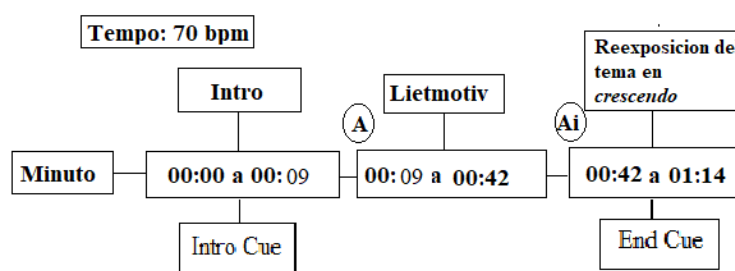 Tempo: 70 bpm
Intro
Lietmotiv
Reexposicion de
tema en
crescendo
A
Ai
Minuto
00:00 a 00:09
00:09 a 00:42
00:42 a 01:14
Intro Cue
End Cue